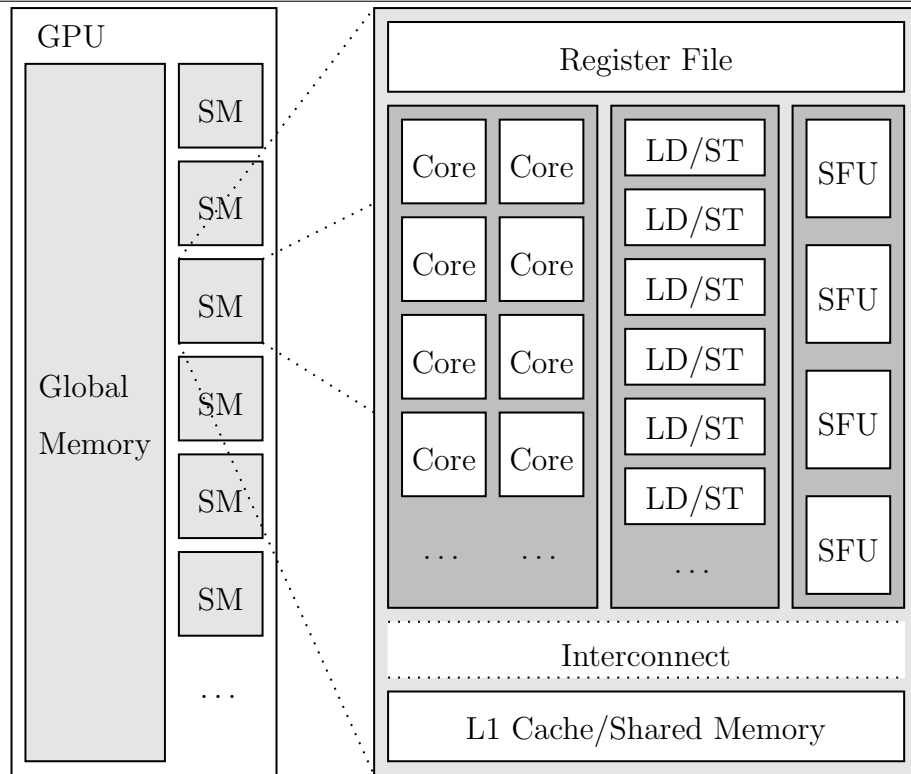 GPU
Global
Memory
SM
SM
SM
SM
SM
SM
...
Register File
Core Core
Core Core
Core Core
Core Core
... ...
LD/ST
LD/ST
LD/ST
LD/ST
LD/ST
LD/ST
...
SFU
SFU
SFU
SFU
Interconnect
L1 Cache/Shared Memory